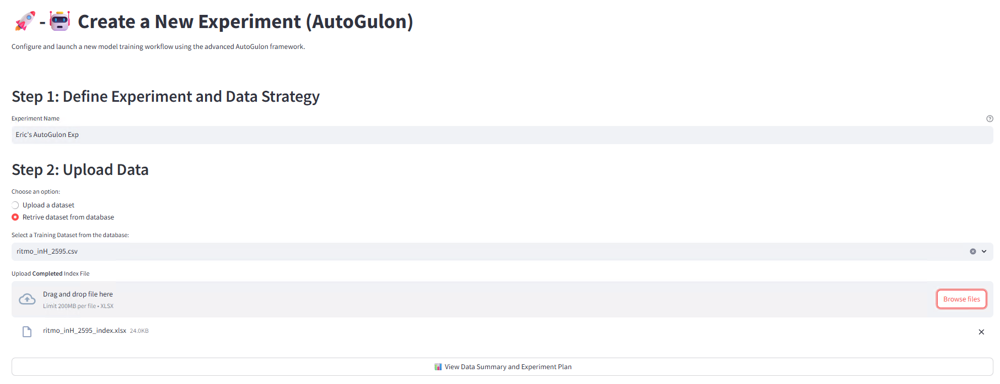 - Create a New Experiment (AutoGulon)
Configure and launch a new model training workflow using the advanced AutoGulon framework.
Step 1: Define Experiment and Data Strategy
Experiment Name
Eric's AutoGulon Exp
Step 2: Upload Data
Choose an option:
Upload a dataset
Retrive dataset from database
Select a Training Dataset from the database:
ritmo_inH_2595.csv
Upload Completed Index File
Drag and drop file here
Limit 200MB per file • XLSX
Browse files
ritmo_inH_2595_index.xlsx 24.0KB
View Data Summary and Experiment Plan